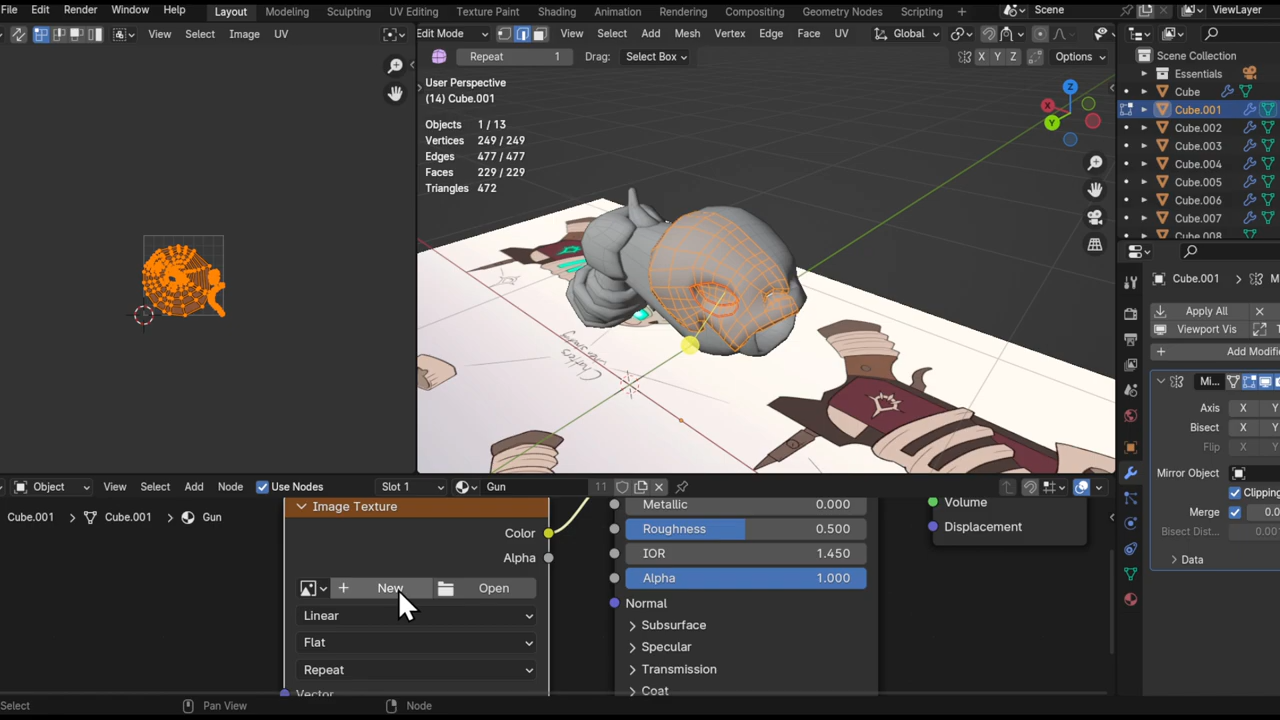 File Edit Render Window Help Layout Modeling Sculpting UV Editing Texture Paint Shading Animation Rendering Compositing Geometry Nodes Scripting + Scene ViewLayer
View Select Image UV
Edit Mode View Select Add Mesh Vertex Edge Face UV Global
Repeat 1 Drag: Select Box X Y Z Options
User Perspective
(14) Cube.001
Objects 1 / 13
Vertices 249 / 249
Edges 477 / 477
Faces 229 / 229
Triangles 472
Z
X
Y
Scene Collection
Essentials
Cube
Cube.001
Cube.002
Cube.003
Cube.004
Cube.005
Cube.006
Cube.007
Cube.008
Cube.001 M
Apply All
Viewport Vis
Add Modifi
Mi...
Axis X Y
Bisect X Y
Flip X Y
Mirror Object
Clipping
Merge 0.0
Bisect Dist... 0.00
Data
Object View Select Add Node Use Nodes Slot 1 Gun 11
Cube.001 Cube.001 Gun
Image Texture
Color
Alpha
New Open
Linear
Flat
Repeat
Vector
Metallic 0.000
Roughness 0.500
IOR 1.450
Alpha 1.000
Normal
Subsurface
Specular
Transmission
Coat
Volume
Displacement
Select Pan View Node